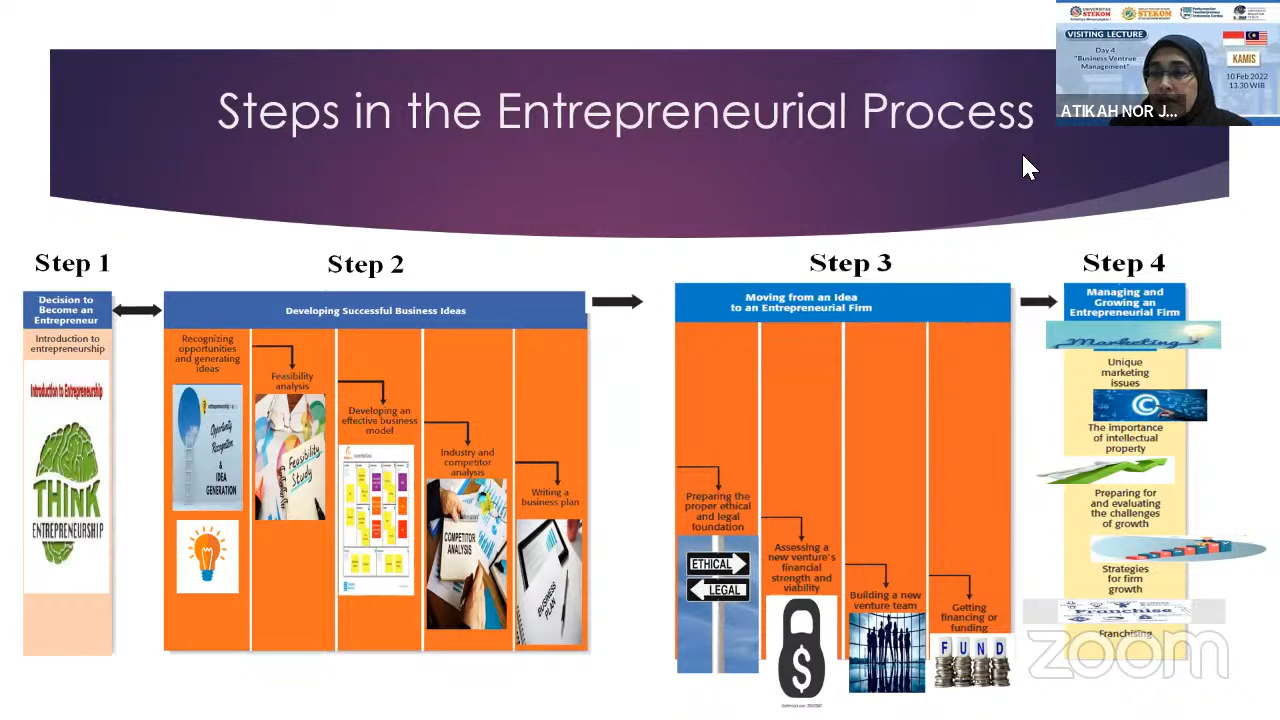 Steps in the Entrepreneurial Process
UNIVERSITAS
STEKOM
STEKOM
VISITING LECTURE
Day 4
"Business Ventrue
Management"
KAMIS
10 Feb 2022
13.30 WIB
ATIKAH NOR J...
Step 1
Decision to
Become an
Entrepreneur
Introduction to
entrepreneurship
Introduction to Entrepreneurship
THINK
ENTREPRENEURSHIP
Step 2
Developing Successful Business Ideas
Recognizing
opportunities
and generating
ideas
Opportunity
Recognition
&
IDEA
GENERATION
Feasibility
analysis
Feasibility
Study
Developing an
effective business
model
Industry and
competitor
analysis
COMPETITOR
ANALYSIS
Writing a
business plan
BUSINESS
PLAN
Step 3
Moving from an Idea
to an Entrepreneurial Firm
Preparing the
proper ethical
and legal
foundation
ETHICAL
LEGAL
Assessing a
new venture's
financial
strength and
viability
$
Building a new
venture team
Getting
financing or
funding
FUND
Step 4
Managing and
Growing an
Entrepreneurial Firm
Marketing
Unique
marketing
issues
C
The importance
of intellectual
property
Preparing for
and evaluating
the challenges
of growth
Strategies
for firm
growth
Franchise
Franchising
zoom